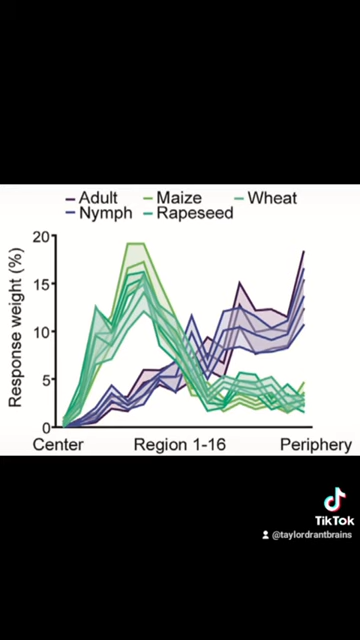 Adult Maize Wheat
Nymph Rapeseed
Response weight (%)
20
15
10
5
0
Center Region 1-16 Periphery
TikTok
@taylordrantbrains